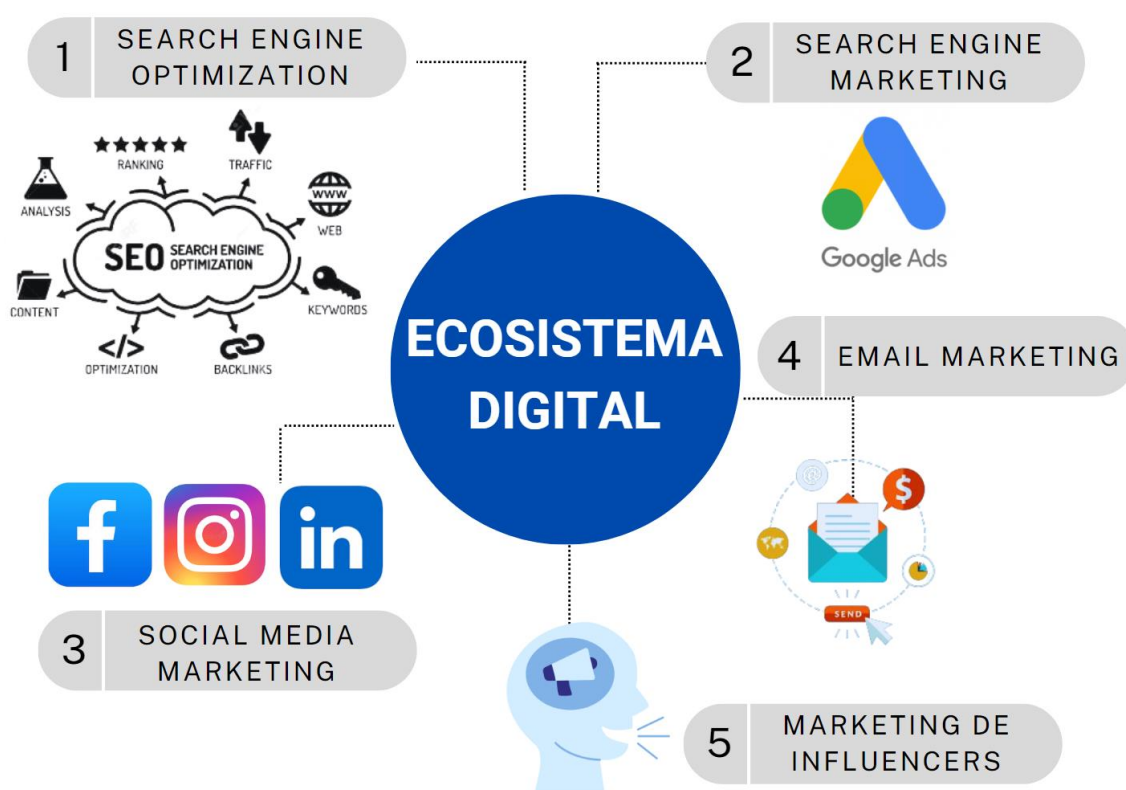 1
SEARCH ENGINE
OPTIMIZATION
RANKING
TRAFFIC
ANALYSIS
WWW
WEB
SEO
SEARCH ENGINE
OPTIMIZATION
CONTENT
KEYWORDS
</>
OPTIMIZATION
BACKLINKS
2
SEARCH ENGINE
MARKETING
Google Ads
ECOSISTEMA
DIGITAL
4
EMAIL MARKETING
@
$
SEND
f
in
3
SOCIAL MEDIA
MARKETING
5
MARKETING DE
INFLUENCERS